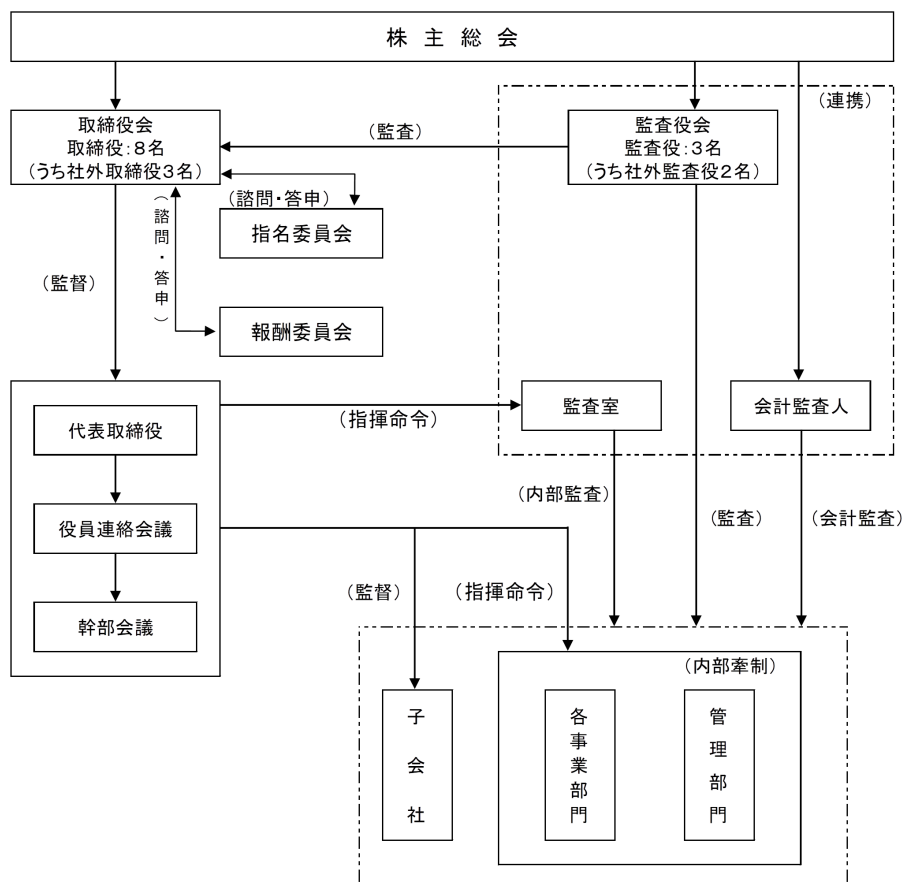 株主総会
(連携)
取締役会
取締役:8名
(うち社外取締役3名)
(監査)
監査役会
監査役:3名
(うち社外監査役2名)
(諮問・答申)
指名委員会
(諮問・答申)
(監督)
報酬委員会
代表取締役
(指揮命令)
監査室
会計監査人
役員連絡会議
(内部監査)
(監査)
(会計監査)
幹部会議
(監督)
(指揮命令)
(内部牽制)
子会社
各事業部門
管理部門